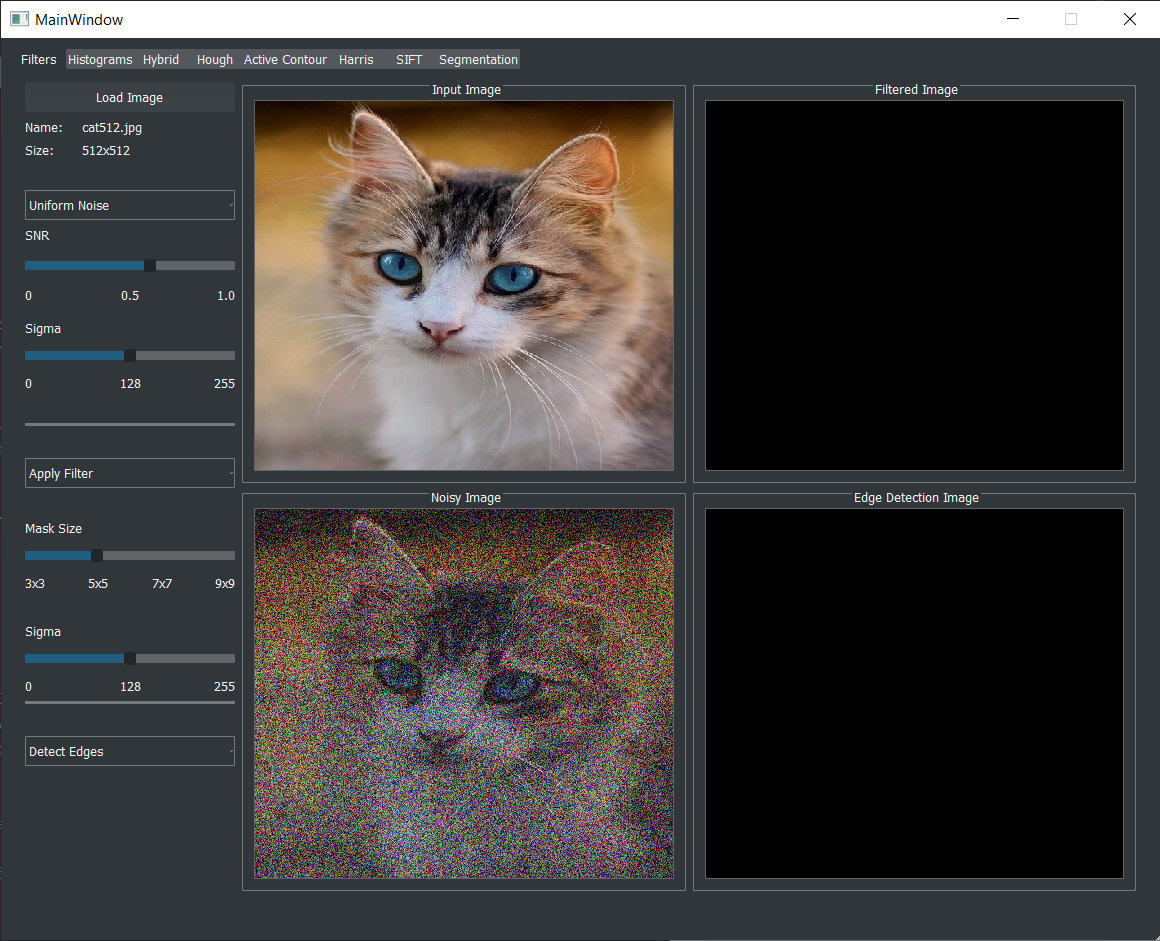 MainWindow
Filters Histograms Hybrid Hough Active Contour Harris SIFT Segmentation
Load Image
Name: cat512.jpg
Size: 512x512
Uniform Noise
SNR
0 0.5 1.0
Sigma
0 128 255
Apply Filter
Mask Size
3x3 5x5 7x7 9x9
Sigma
0 128 255
Detect Edges
Input Image
Filtered Image
Noisy Image
Edge Detection Image